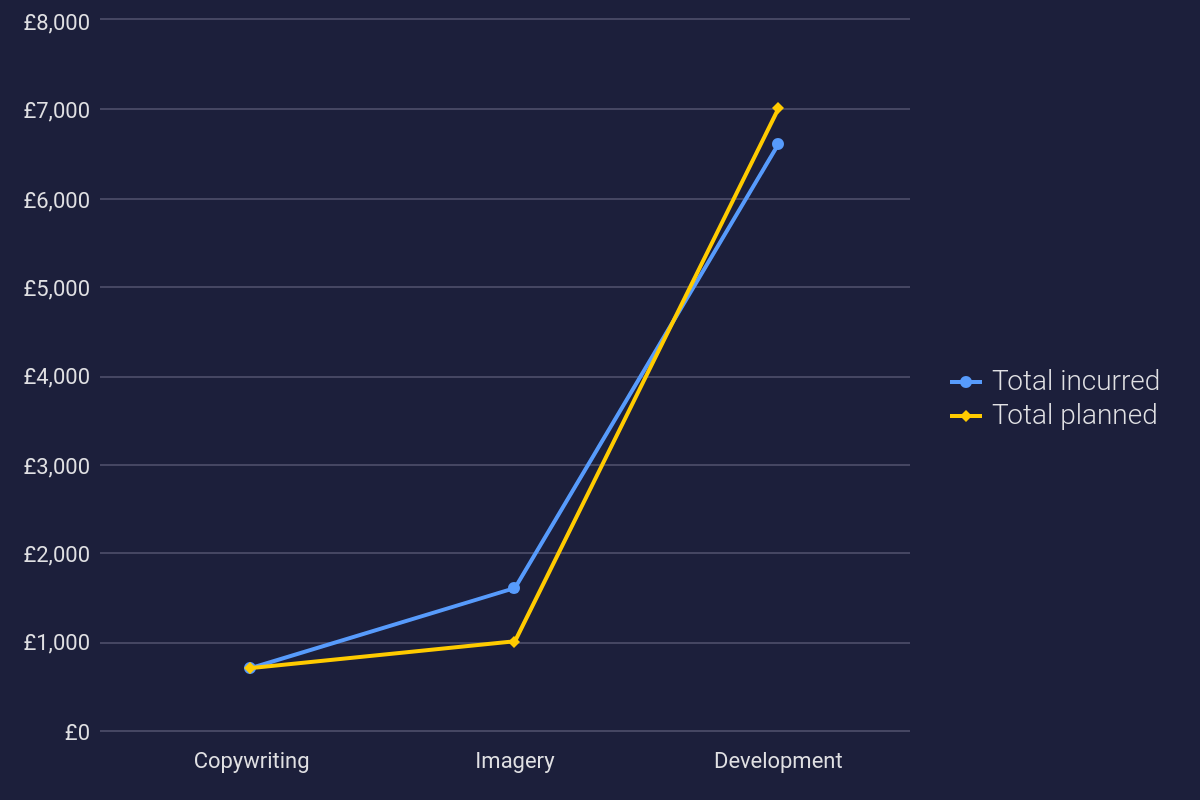 £8,000
£7,000
£6,000
£5,000
£4,000
£3,000
£2,000
£1,000
£0
Copywriting
Imagery
Development
Total incurred
Total planned